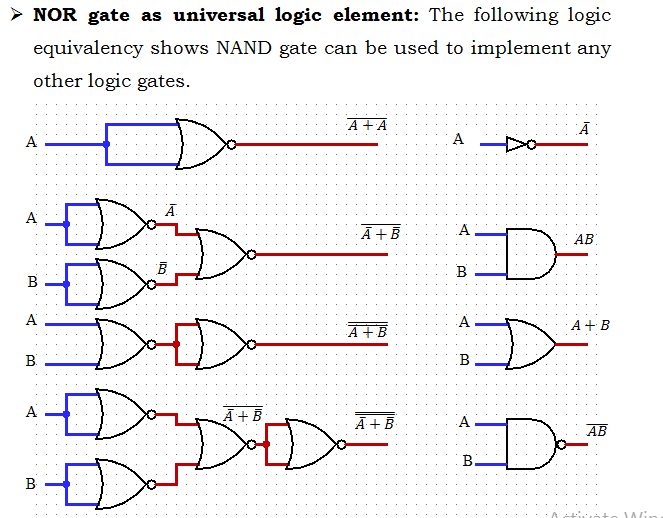 ➤ NOR gate as universal logic element: The following logic
equivalency shows NAND gate can be used to implement any
other logic gates.
A
A̅+̅A̅
A
A̅
A
A̅
B
B̅
A̅̅+̅B̅̅
A
B
AB
A
B
A̅̅+̅̅B̅̅
A
B
A + B
A
B
A̅̅+̅B̅̅
A̅̅̅+̅̅B̅̅̅
A
B
A̅B̅